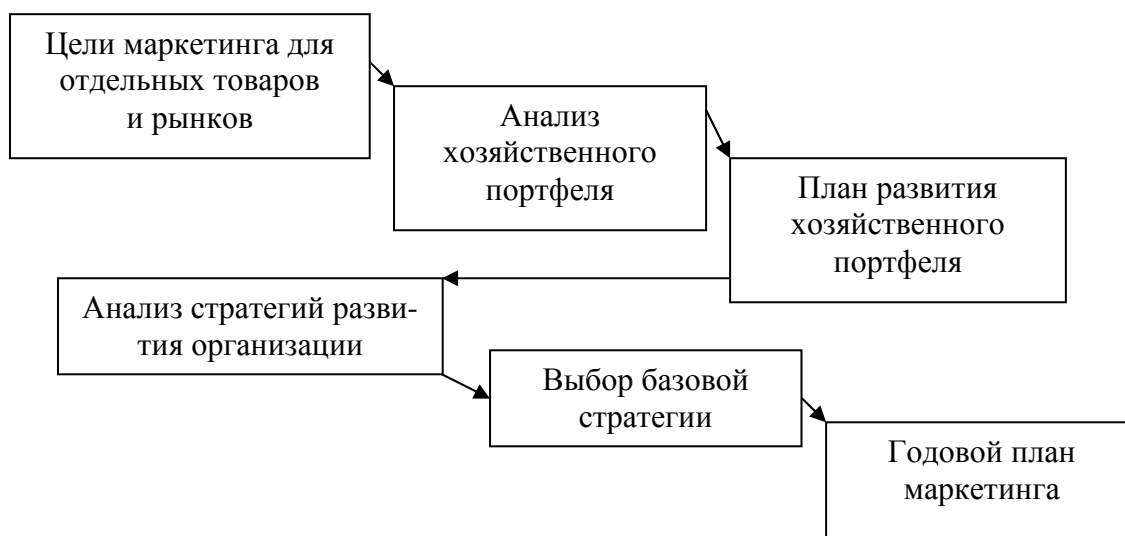 Цели маркетинга для
отдельных товаров
и рынков
Анализ
хозяйственного
портфеля
План развития
хозяйственного
портфеля
Анализ стратегий разви-
тия организации
Выбор базовой
стратегии
Годовой план
маркетинга